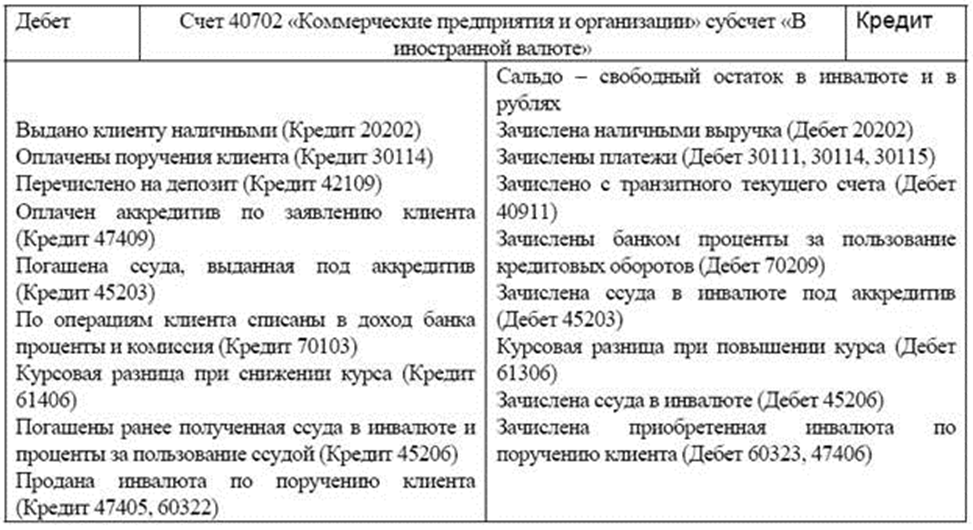 Дебет
Счет 40702 «Коммерческие предприятия и организации» субсчет «В
иностранной валюте»
Кредит
Выдано клиенту наличными (Кредит 20202)
Оплачены поручения клиента (Кредит 30114)
Перечислено на депозит (Кредит 42109)
Оплачен аккредитив по заявлению клиента
(Кредит 47409)
Погашена ссуда, выданная под аккредитив
(Кредит 45203)
По операциям клиента списаны в доход банка
проценты и комиссия (Кредит 70103)
Курсовая разница при снижении курса (Кредит
61406)
Погашены ранее полученная ссуда в инвалюте и
проценты за пользование ссудой (Кредит 45206)
Продана инвалюта по поручению клиента
(Кредит 47405, 60322)
Сальдо – свободный остаток в инвалюте и в
рублях
Зачислена наличными выручка (Дебет 20202)
Зачислены платежи (Дебет 30111, 30114, 30115)
Зачислено с транзитного текущего счета (Дебет
40911)
Зачислены банком проценты за пользование
кредитовых оборотов (Дебет 70209)
Зачислена ссуда в инвалюте под аккредитив
(Дебет 45203)
Курсовая разница при повышении курса (Дебет
61306)
Зачислена ссуда в инвалюте (Дебет 45206)
Зачислена приобретенная инвалюта по
поручению клиента (Дебет 60323, 47406)